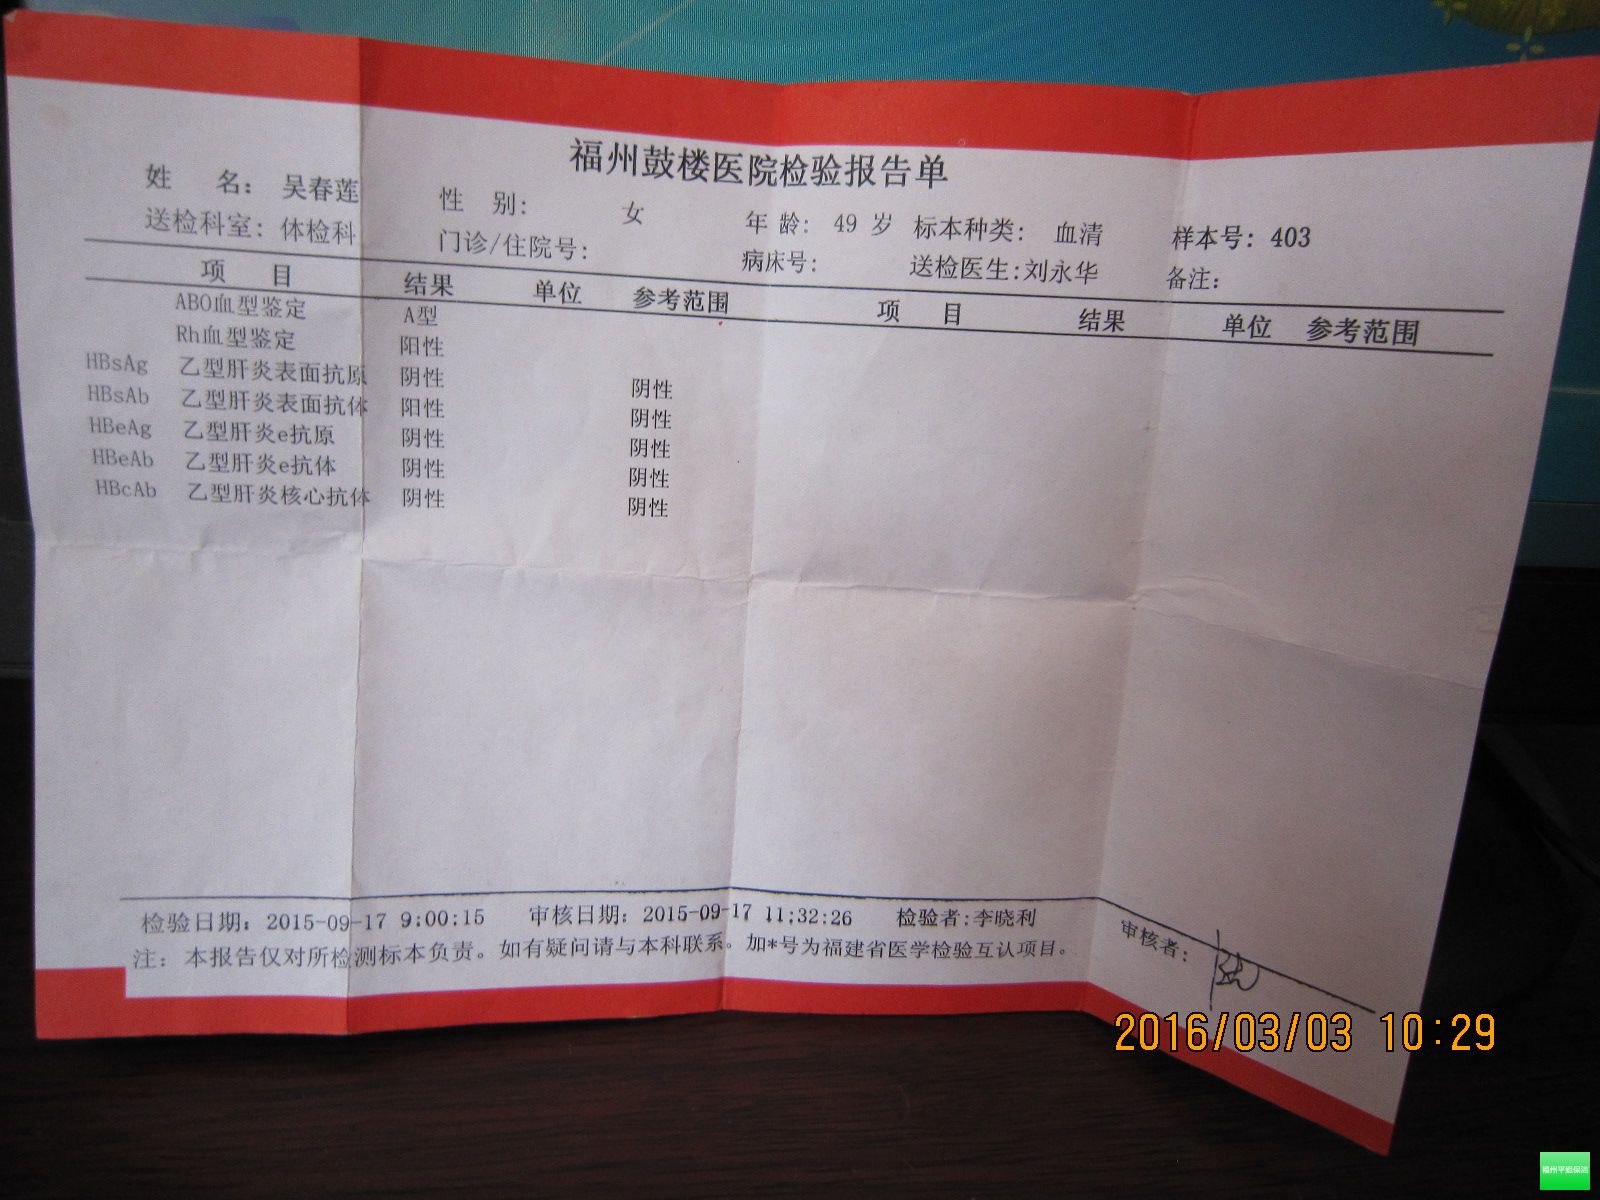 福州鼓楼医院检验报告单
姓 名： 吴春莲 性 别： 女 年 龄： 49 岁 标本种类： 血清 样本号：403
送检科室：体检科 门诊/住院号： 病床号： 送检医生:刘永华 备注：
项 目 结果 单位 参考范围 项 目 结果 单位 参考范围
ABO血型鉴定 A型
Rh血型鉴定 阳性
HBsAg 乙型肝炎表面抗原 阴性 阴性
HBsAb 乙型肝炎表面抗体 阳性 阴性
HBeAg 乙型肝炎e抗原 阴性 阴性
HBeAb 乙型肝炎e抗体 阴性 阴性
HBcAb 乙型肝炎核心抗体 阴性 阴性
检验日期：2015-09-17 9:00:15 审核日期：2015-09-17 11;32:26 检验者:李晓利 审核者：
注：本报告仅对所检测标本负责。如有疑问请与本科联系。加*号为福建省医学检验互认项目。
2016/03/03 10:29
福州平姐保洁